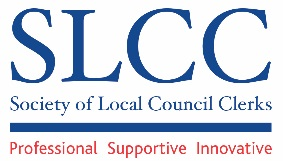 SLCC
Society of Local Council Clerks
Professional Supportive Innovative